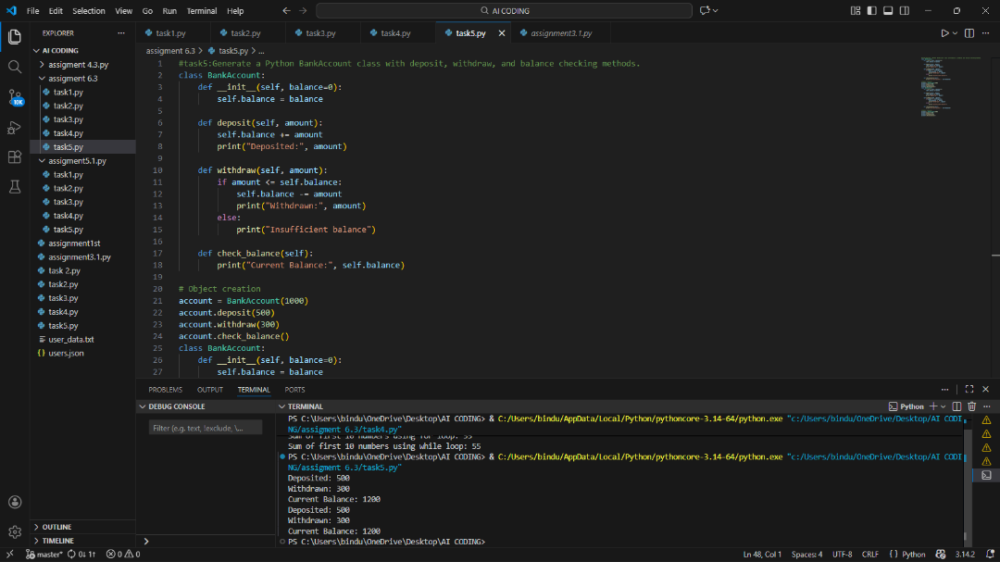 File Edit Selection View Go Run Terminal Help
AI CODING
EXPLORER
AI CODING
assigment 4.3.py
assigment 6.3
task1.py
task2.py
task3.py
task4.py
task5.py
assigment5.1.py
task1.py
task2.py
task3.py
task4.py
task5.py
assignment1st
assignment3.1.py
task 2.py
task2.py
task3.py
task4.py
task5.py
user_data.txt
{} users.json
OUTLINE
TIMELINE
10K
task1.py task2.py task3.py task4.py task5.py assignment3.1.py
assigment 6.3 > task5.py > ...
1 #task5:Generate a Python BankAccount class with deposit, withdraw, and balance checking methods.
2 class BankAccount:
3 def __init__(self, balance=0):
4 self.balance = balance
5
6 def deposit(self, amount):
7 self.balance += amount
8 print("Deposited:", amount)
9
10 def withdraw(self, amount):
11 if amount <= self.balance:
12 self.balance -= amount
13 print("Withdrawn:", amount)
14 else:
15 print("Insufficient balance")
16
17 def check_balance(self):
18 print("Current Balance:", self.balance)
19
20 # Object creation
21 account = BankAccount(1000)
22 account.deposit(500)
23 account.withdraw(300)
24 account.check_balance()
25 class BankAccount:
26 def __init__(self, balance=0):
27 self.balance = balance
PROBLEMS OUTPUT TERMINAL PORTS
DEBUG CONSOLE
Filter (e.g. text, !exclude, \...
TERMINAL
Python
PS C:\Users\bindu\OneDrive\Desktop\AI CODING> & C:/Users/bindu/AppData/Local/Python/pythoncore-3.14-64/python.exe "c:/Users/bindu/OneDrive/Desktop/AI CODI
NG/assigment 6.3/task4.py"
Sum of first 10 numbers using for loop: 55
Sum of first 10 numbers using while loop: 55
PS C:\Users\bindu\OneDrive\Desktop\AI CODING> & C:/Users/bindu/AppData/Local/Python/pythoncore-3.14-64/python.exe "c:/Users/bindu/OneDrive/Desktop/AI CODI
NG/assigment 6.3/task5.py"
Deposited: 500
Withdrawn: 300
Current Balance: 1200
Deposited: 500
Withdrawn: 300
Current Balance: 1200
PS C:\Users\bindu\OneDrive\Desktop\AI CODING>
master* 0↓ 1↑ 0 0 Ln 48, Col 1 Spaces: 4 UTF-8 CRLF {} Python 3.14.2